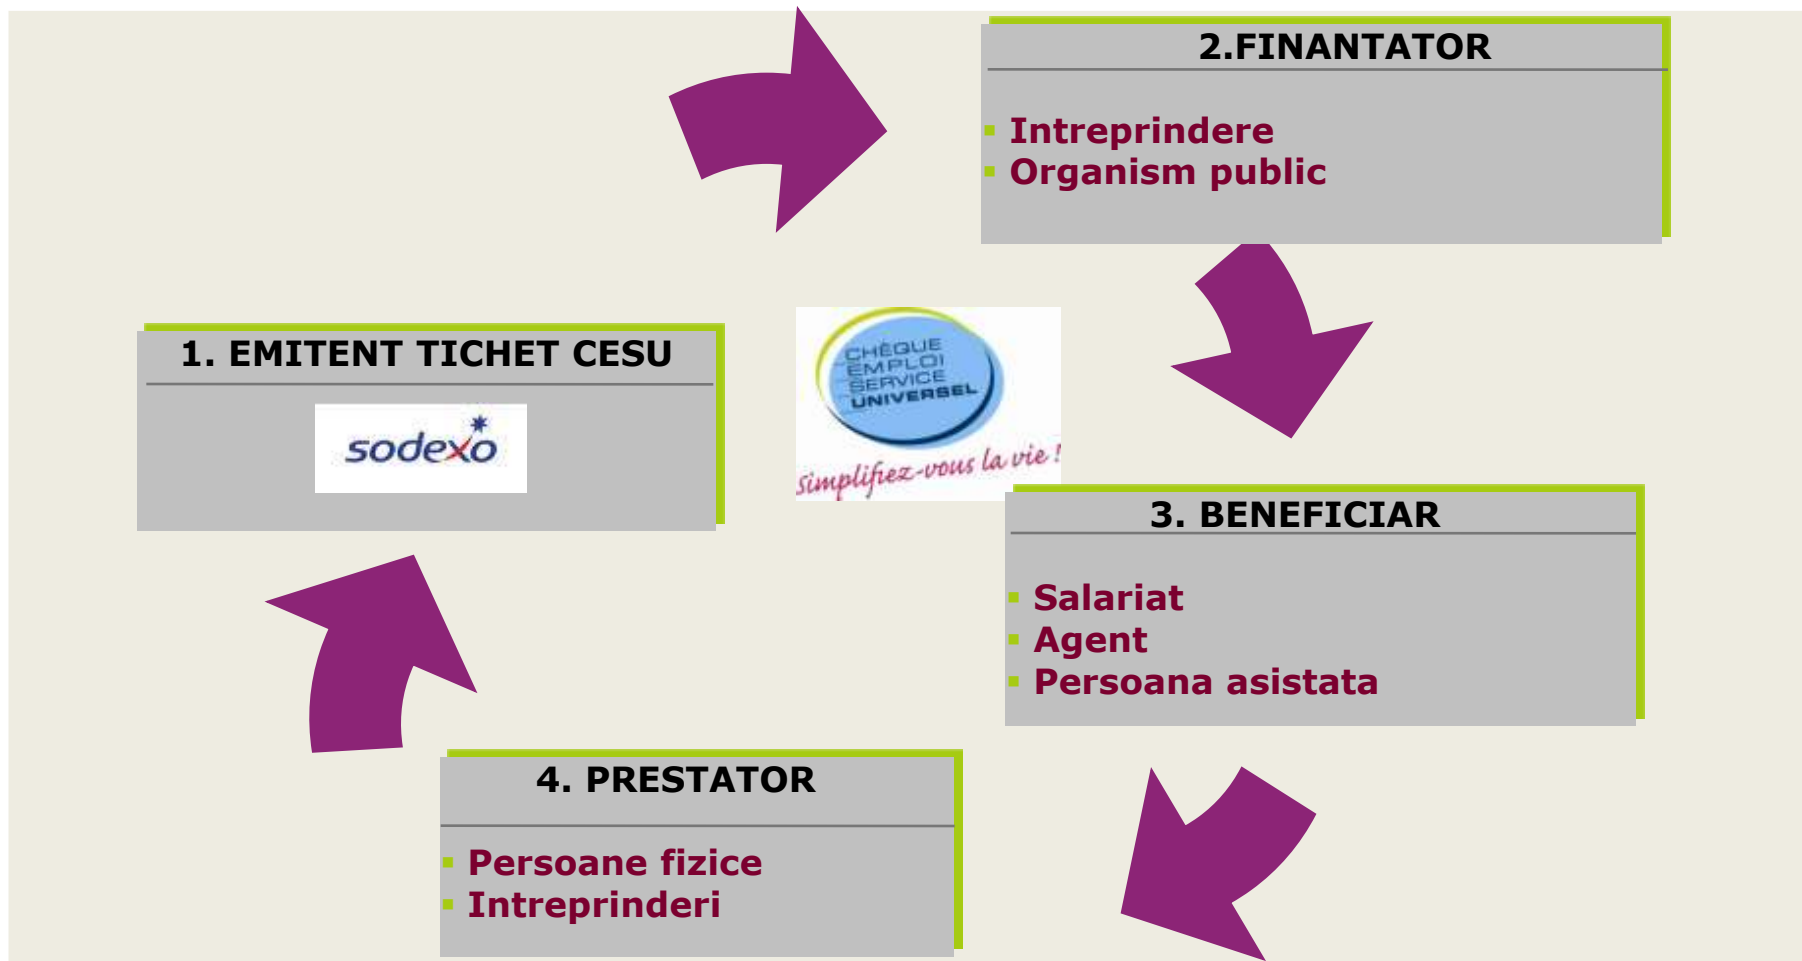 2.FINANTATOR
Intreprindere
Organism public
1. EMITENT TICHET CESU
sodexo
CHÈQUE
EMPLOI
SERVICE
UNIVERSEL
simplifiez-vous la vie !
3. BENEFICIAR
Salariat
Agent
Persoana asistata
4. PRESTATOR
Persoane fizice
Intreprinderi